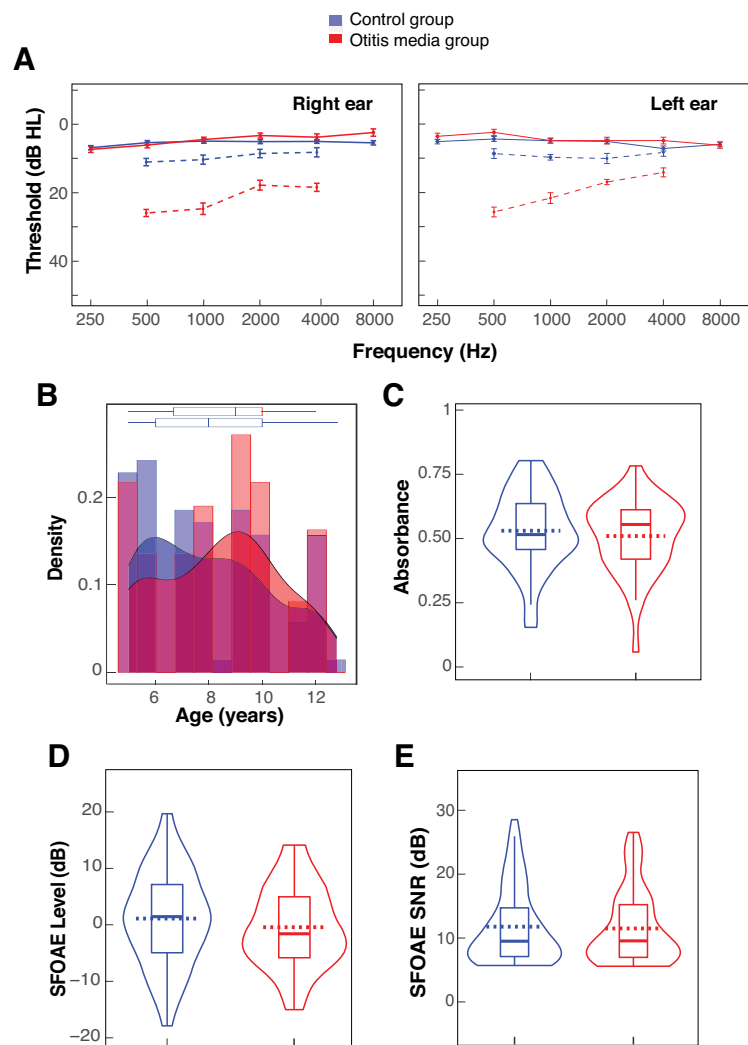 Control group
Otitis media group
A
Right ear
Left ear
Threshold (dB HL)
0
20
40
250 500 1000 2000 4000 8000
250 500 1000 2000 4000 8000
Frequency (Hz)
B
Density
0.2
0.1
0
6 8 10 12
Age (years)
C
Absorbance
1
0.75
0.50
0.25
0
D
SFOAE Level (dB)
20
10
0
−10
−20
E
SFOAE SNR (dB)
30
20
10
0